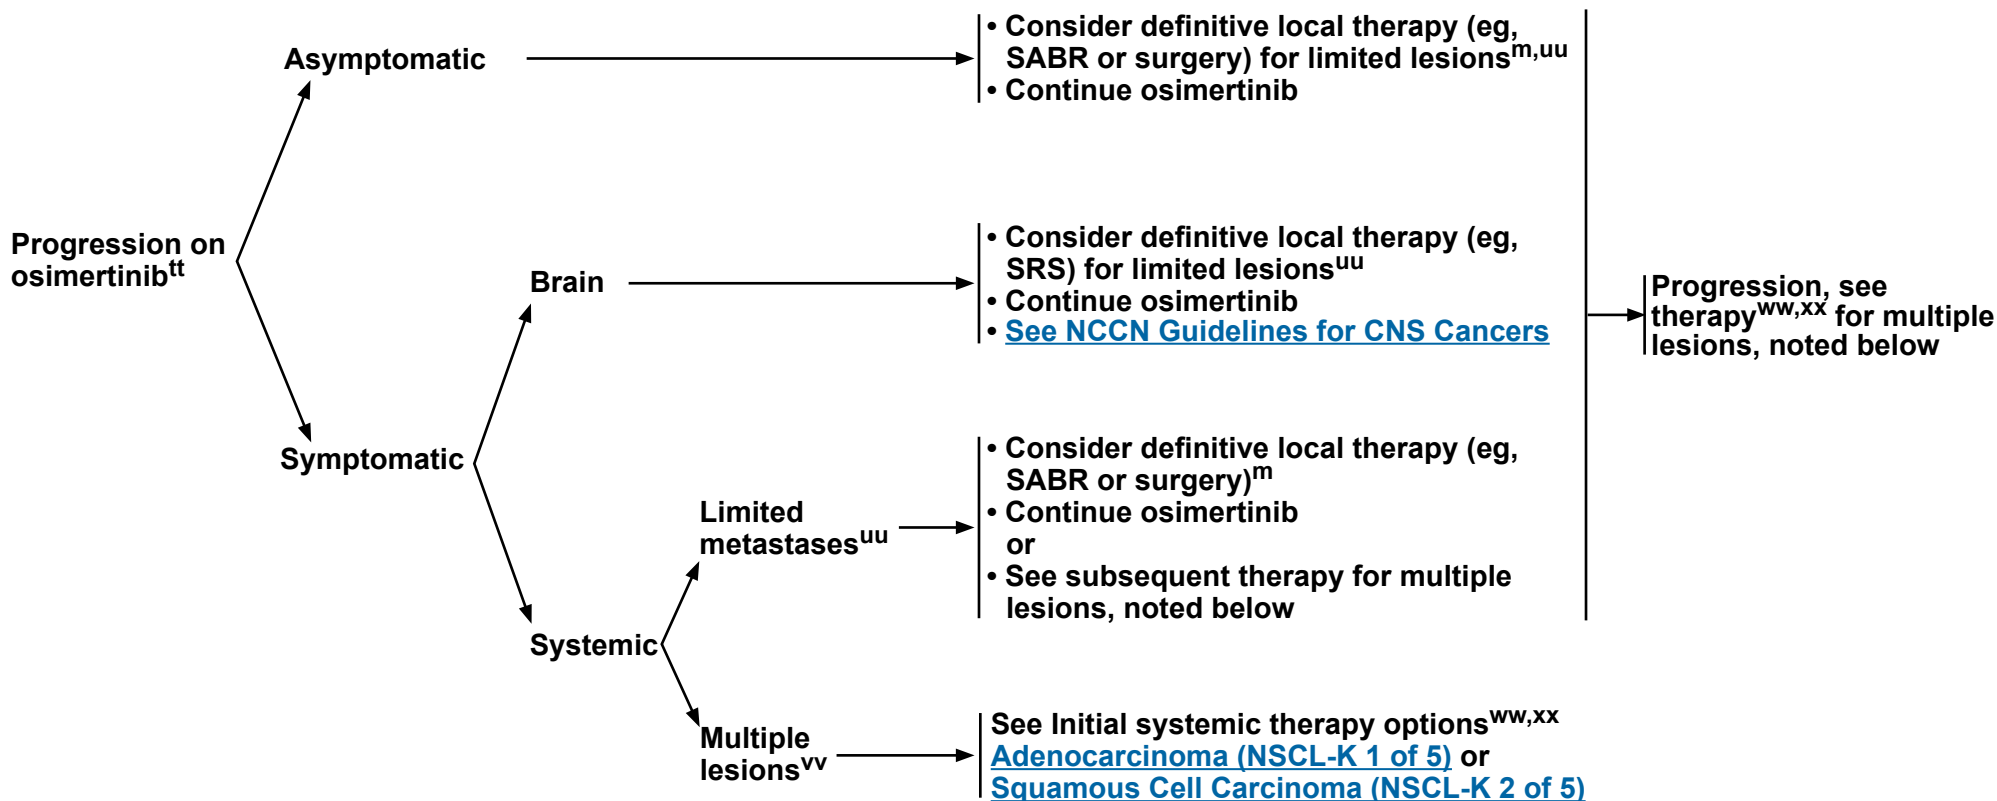 Asymptomatic
• Consider definitive local therapy (eg,
SABR or surgery) for limited lesionsm,uu
• Continue osimertinib
Progression on
osimertinibtt
Brain
• Consider definitive local therapy (eg,
SRS) for limited lesionsuu
• Continue osimertinib
• See NCCN Guidelines for CNS Cancers
Progression, see
therapyww,xx for multiple
lesions, noted below
Symptomatic
Limited
metastasesuu
• Consider definitive local therapy (eg,
SABR or surgery)m
• Continue osimertinib
or
• See subsequent therapy for multiple
lesions, noted below
Systemic
Multiple
lesionsvv
See Initial systemic therapy optionsww,xx
Adenocarcinoma (NSCL-K 1 of 5) or
Squamous Cell Carcinoma (NSCL-K 2 of 5)